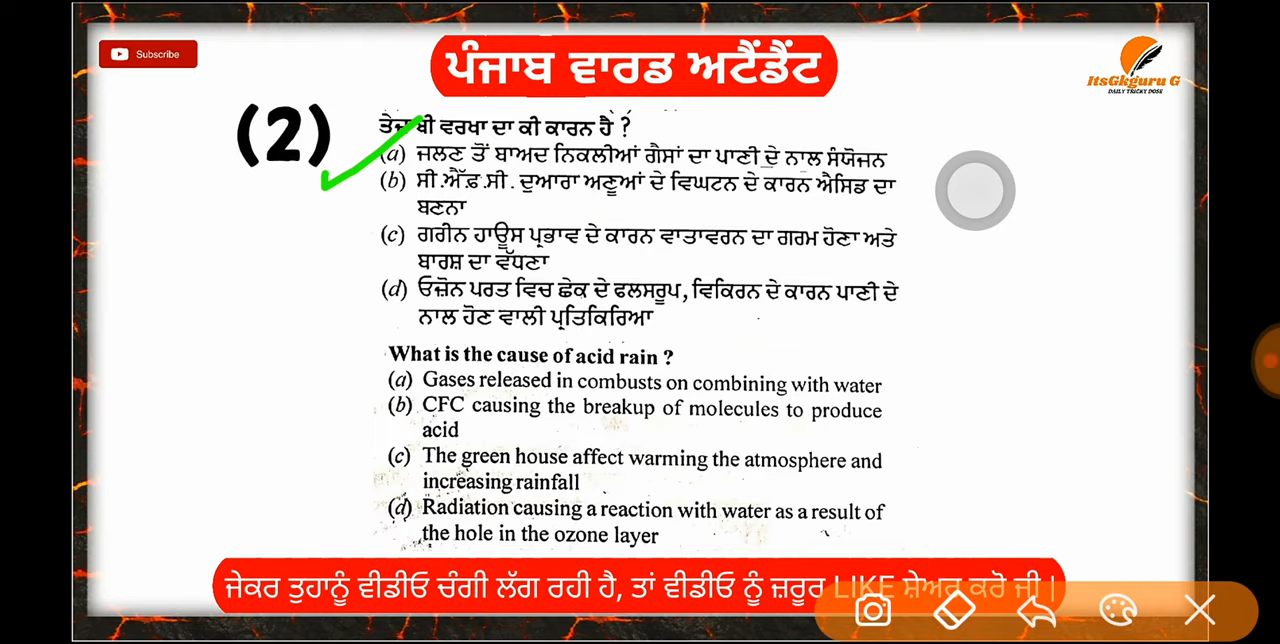 Subscribe
ਪੰਜਾਬ ਵਾਰਡ ਅਟੈਂਡੈਂਟ
ItsGkguru G
DAILY TRICKY DOSE
(2)
ਤੇਜ਼ਾਬੀ ਵਰਖਾ ਦਾ ਕੀ ਕਾਰਨ ਹੈ ?
(a) ਜਲਣ ਤੋਂ ਬਾਅਦ ਨਿਕਲੀਆਂ ਗੈਸਾਂ ਦਾ ਪਾਣੀ ਦੇ ਨਾਲ ਸੰਯੋਜਨ
(b) ਸੀ.ਐੱਫ਼.ਸੀ. ਦੁਆਰਾ ਅਣੂਆਂ ਦੇ ਵਿਘਟਨ ਦੇ ਕਾਰਨ ਐਸਿਡ ਦਾ
ਬਣਨਾ
(c) ਗਰੀਨ ਹਾਊਸ ਪ੍ਰਭਾਵ ਦੇ ਕਾਰਨ ਵਾਤਾਵਰਨ ਦਾ ਗਰਮ ਹੋਣਾ ਅਤੇ
ਬਾਰਸ਼ ਦਾ ਵੱਧਣਾ
(d) ਓਜ਼ੋਨ ਪਰਤ ਵਿਚ ਛੇਕ ਦੇ ਫਲਸਰੂਪ, ਵਿਕਿਰਨ ਦੇ ਕਾਰਨ ਪਾਣੀ ਦੇ
ਨਾਲ ਹੋਣ ਵਾਲੀ ਪ੍ਰਤਿਕਿਰਿਆ
What is the cause of acid rain ?
(a) Gases released in combusts on combining with water
(b) CFC causing the breakup of molecules to produce
acid
(c) The green house affect warming the atmosphere and
increasing rainfall
(d) Radiation causing a reaction with water as a result of
the hole in the ozone layer
ਜੇਕਰ ਤੁਹਾਨੂੰ ਵੀਡੀਓ ਚੰਗੀ ਲੱਗ ਰਹੀ ਹੈ, ਤਾਂ ਵੀਡੀਓ ਨੂੰ ਜ਼ਰੂਰ LIKE ਸ਼ੇਅਰ ਕਰੋ ਜੀ |